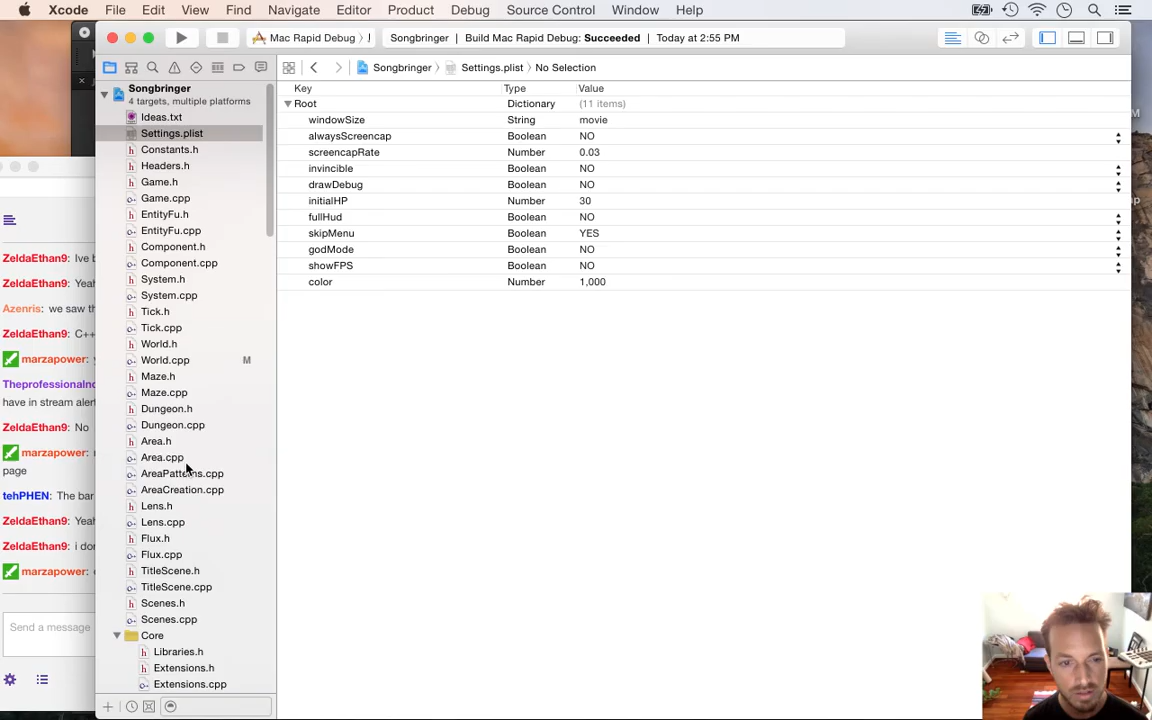 Xcode File Edit View Find Navigate Editor Product Debug Source Control Window Help
Mac Rapid Debug
Songbringer | Build Mac Rapid Debug: Succeeded | Today at 2:55 PM
Songbringer
4 targets, multiple platforms
Ideas.txt
Settings.plist
Constants.h
Headers.h
Game.h
Game.cpp
EntityFu.h
EntityFu.cpp
Component.h
Component.cpp
System.h
System.cpp
Tick.h
Tick.cpp
World.h
World.cpp M
Maze.h
Maze.cpp
Dungeon.h
Dungeon.cpp
Area.h
Area.cpp
AreaPatterns.cpp
AreaCreation.cpp
Lens.h
Lens.cpp
Flux.h
Flux.cpp
TitleScene.h
TitleScene.cpp
Scenes.h
Scenes.cpp
Core
Libraries.h
Extensions.h
Extensions.cpp
Songbringer Settings.plist No Selection
Key Type Value
Root Dictionary (11 items)
windowSize String movie
alwaysScreencap Boolean NO
screencapRate Number 0.03
invincible Boolean NO
drawDebug Boolean NO
initialHP Number 30
fullHud Boolean NO
skipMenu Boolean YES
godMode Boolean NO
showFPS Boolean NO
color Number 1,000
ZeldaEthan9: Ive b
ZeldaEthan9: Yeah
Azenris: we saw th
ZeldaEthan9: C++
marzapower:
Theprofessionalno
have in stream alert
ZeldaEthan9: No
marzapower:
page
tehPHEN: The bar
ZeldaEthan9: Yeah
ZeldaEthan9: i don
marzapower:
Send a message